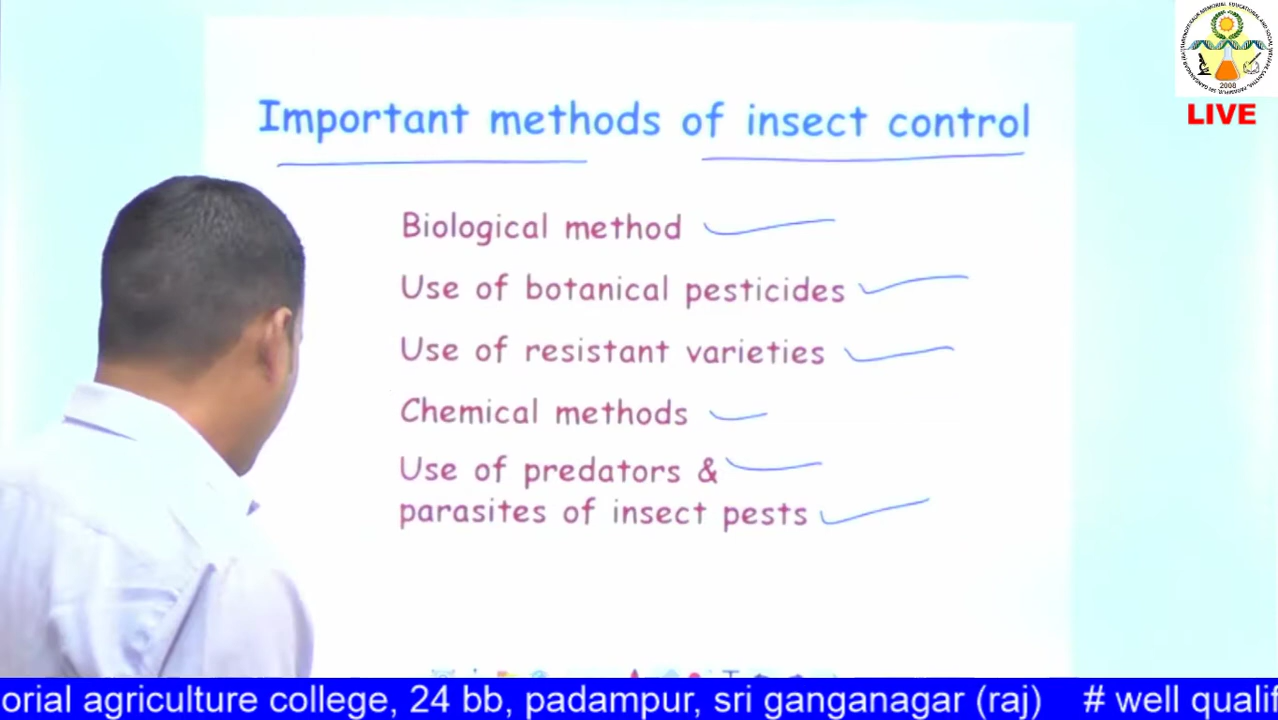 Important methods of insect control
Biological method
Use of botanical pesticides
Use of resistant varieties
Chemical methods
Use of predators &
parasites of insect pests
2008
LIVE
orial agriculture college, 24 bb, padampur, sri ganganagar (raj) # well qualif